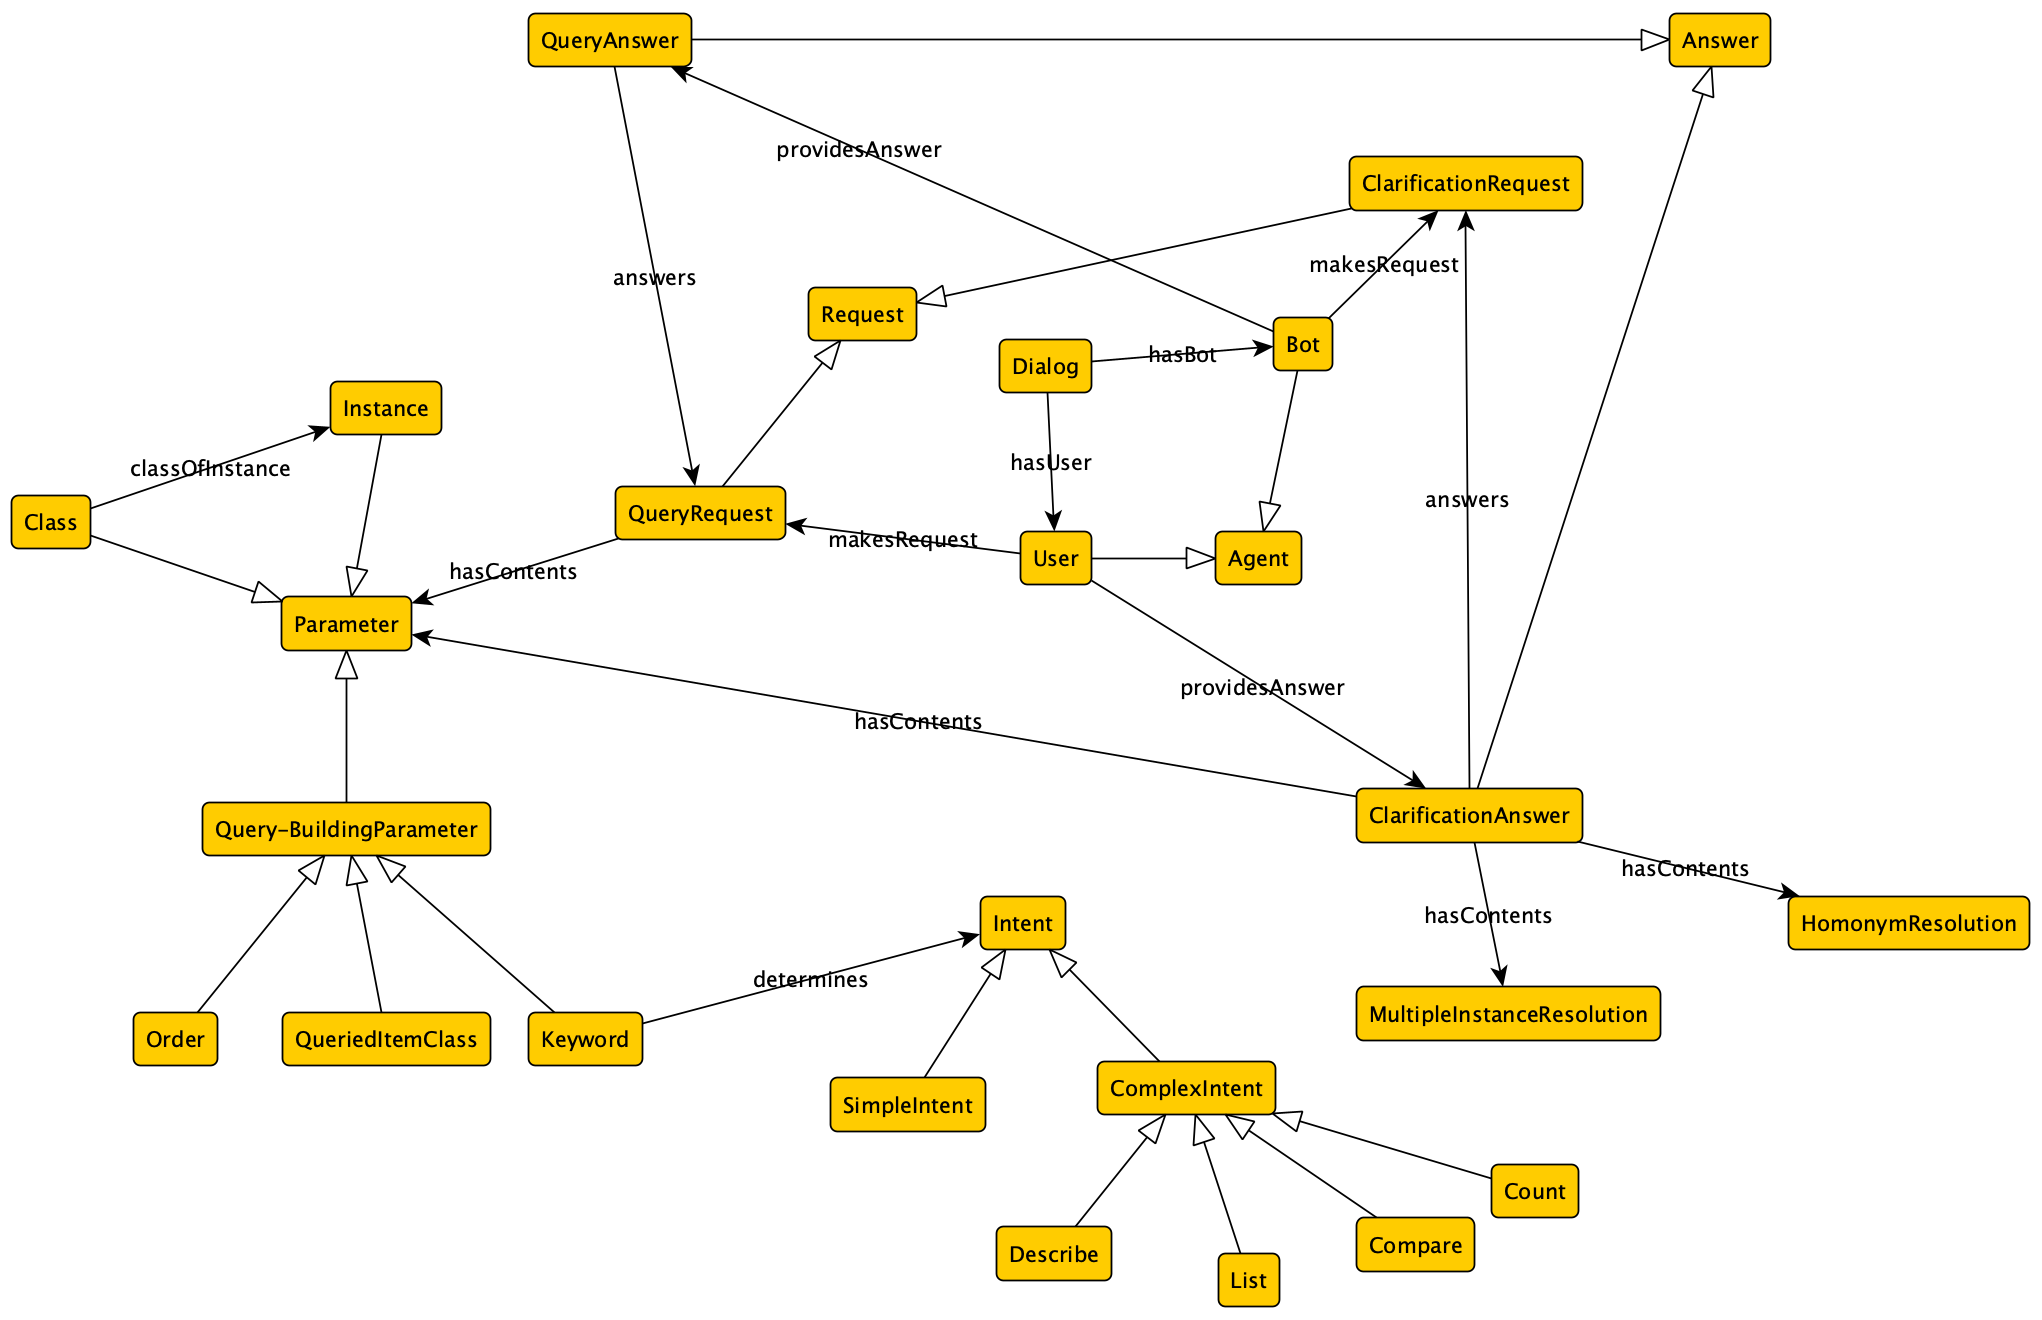 QueryAnswer
Answer
providesAnswer
ClarificationRequest
answers
makesRequest
Request
Bot
hasBot
Dialog
Instance
classOfInstance
hasUser
answers
Class
QueryRequest
makesRequest
User
Agent
hasContents
Parameter
providesAnswer
hasContents
Query-BuildingParameter
ClarificationAnswer
hasContents
hasContents
Intent
HomonymResolution
determines
MultipleInstanceResolution
Order
QueriedItemClass
Keyword
SimpleIntent
ComplexIntent
Count
Describe
Compare
List